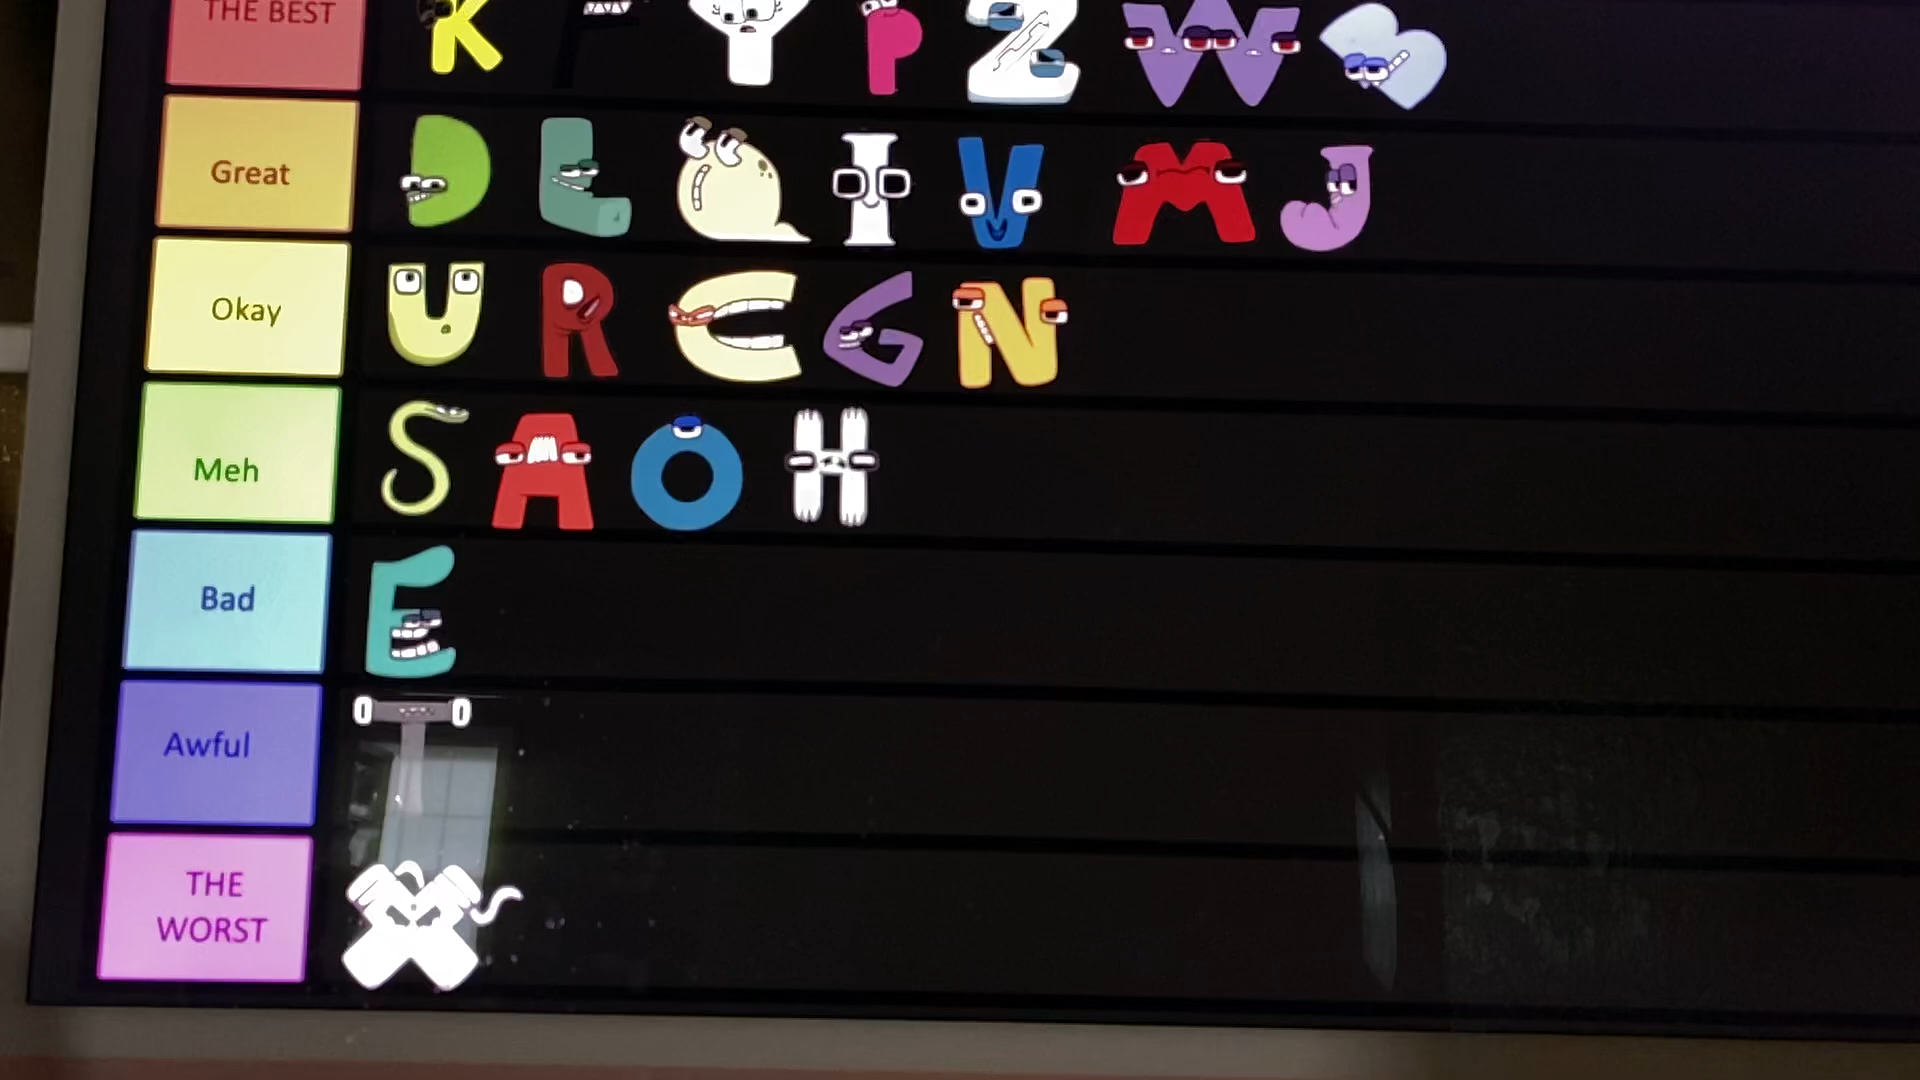 THE BEST
K F Y P Z W B
Great
D L Q I V M J
Okay
U R C G N
Meh
S A O H
Bad
E
Awful
T
THE
WORST
X